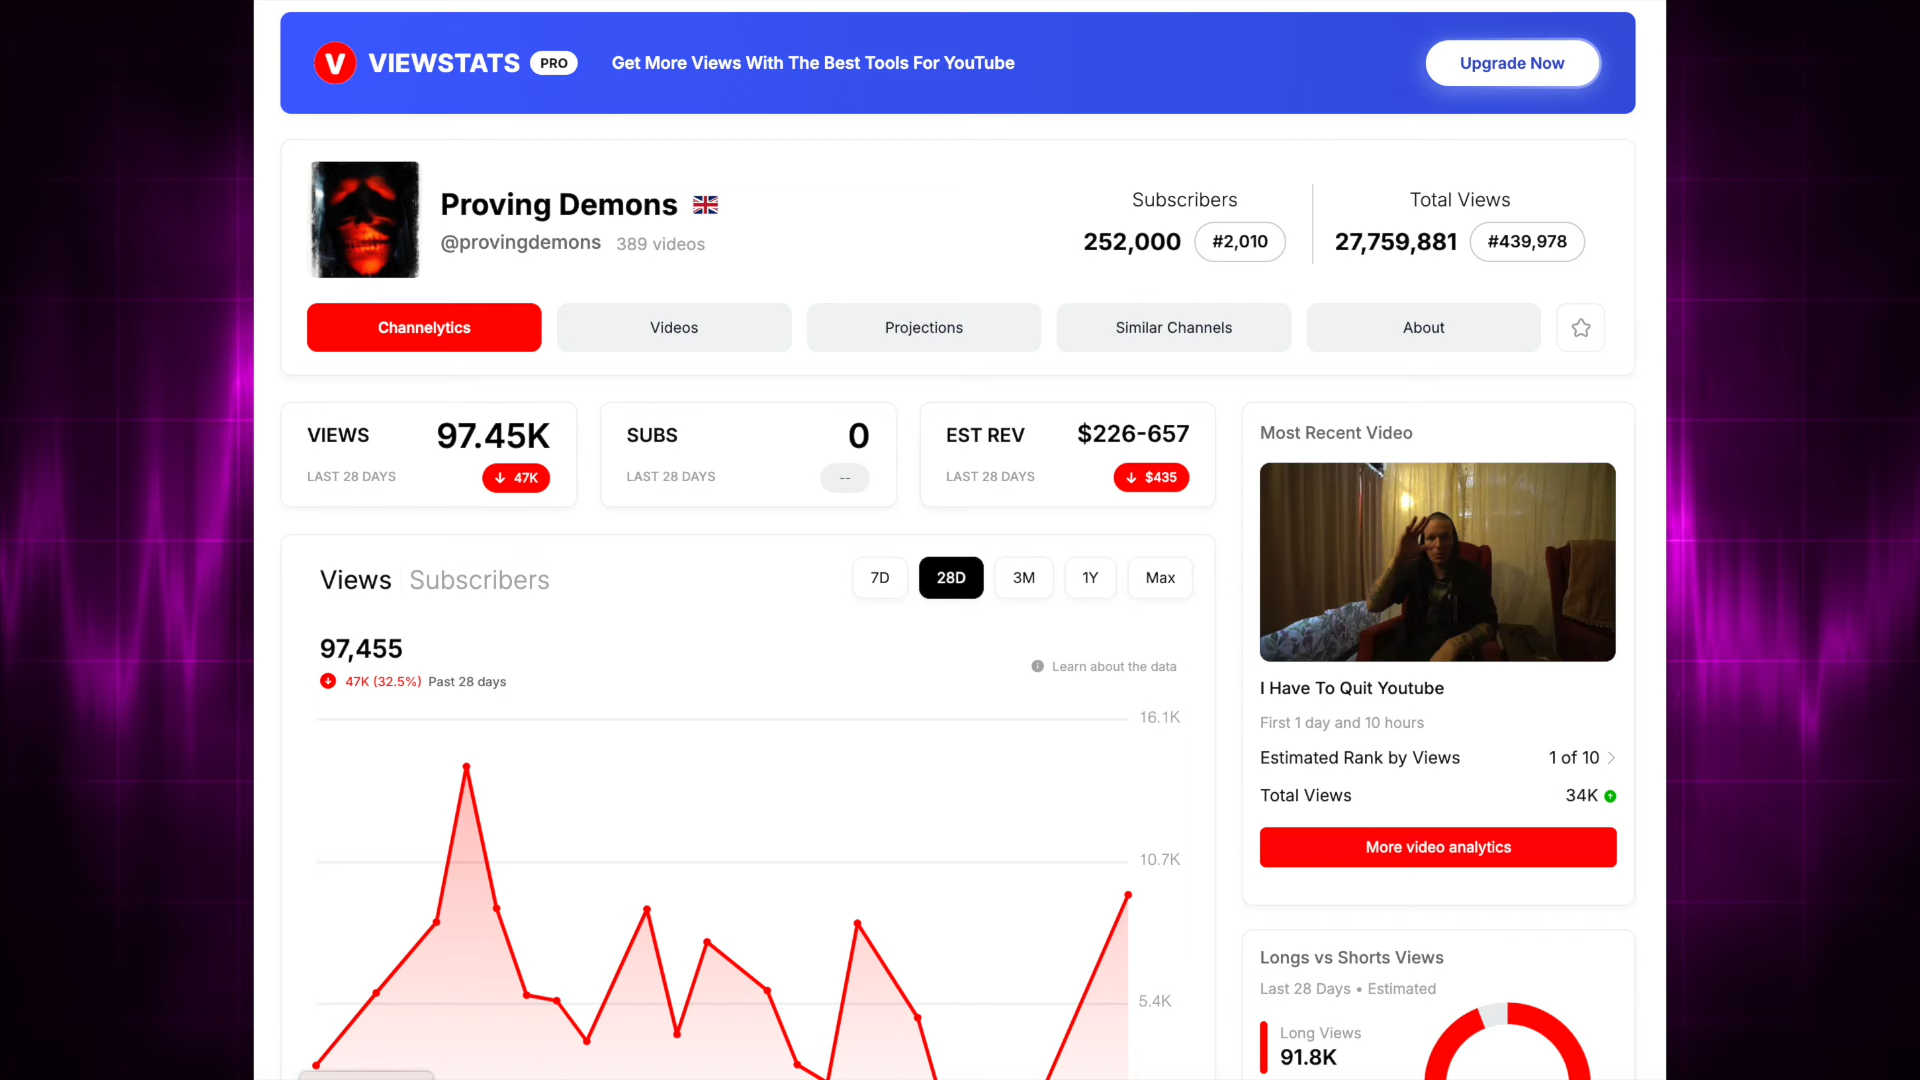 V VIEWSTATS PRO Get More Views With The Best Tools For YouTube Upgrade Now
Proving Demons
@provingdemons 389 videos
Subscribers
252,000 #2,010
Total Views
27,759,881 #439,978
Channelytics Videos Projections Similar Channels About
VIEWS 97.45K
LAST 28 DAYS 47K
SUBS 0
LAST 28 DAYS --
EST REV $226-657
LAST 28 DAYS $435
Views Subscribers
7D 28D 3M 1Y Max
97,455
47K (32.5%) Past 28 days
Learn about the data
16.1K
10.7K
5.4K
Most Recent Video
I Have To Quit Youtube
First 1 day and 10 hours
Estimated Rank by Views 1 of 10
Total Views 34K
More video analytics
Longs vs Shorts Views
Last 28 Days • Estimated
Long Views
91.8K